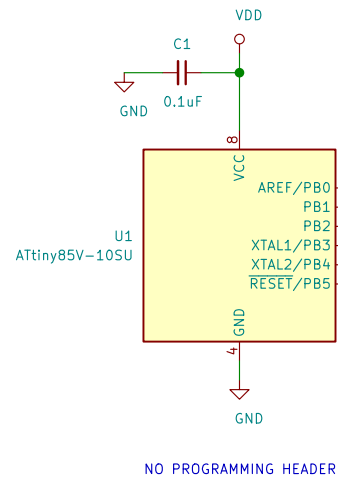 VDD
C1
0.1uF
GND
8
VCC
AREF/PB0
PB1
PB2
U1
XTAL1/PB3
ATtiny85V-10SU
XTAL2/PB4
RESET/PB5
GND
4
GND
NO PROGRAMMING HEADER